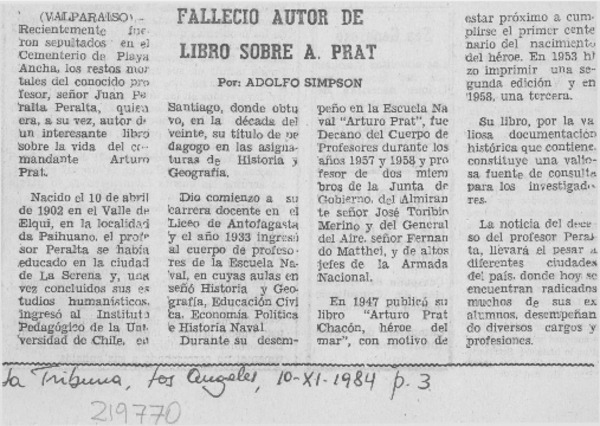 FALLECIO AUTOR DE
LIBRO SOBRE A. PRAT
Por: ADOLFO SIMPSON
(VALPARAISO).—
Recientemente fue
ron sepultados en el
Cementerio de Playa
Ancha, los restos mor
tales del conocido pro
fesor, señor Juan Pe
ralta Peralta, quien
era, a su vez, autor de
un interesante libro
sobre la vida del co-
mandante Arturo
Prat.
Nacido el 10 de abril
de 1902 en el Valle de
Elqui, en la localidad
da Paihuano, el profe
sor Peralta se había
educado en la ciudad
de La Serena y, una
vez concluidos sus es
tudios humanísticos,
ingresó al Instituto
Pedagógico de la Uni
versidad de Chile, en
Santiago, donde obtu
vo, en la década del
veinte, su título de pe
dagogo en las asigna-
turas de Historia y
Geografía.
Dio comienzo a su
carrera docente en el
Liceo de Antofagasta
y el año 1933 ingresó
al cuerpo de profeso-
res de la Escuela Na-
val, en cuyas aulas en
señó Historia y Geo-
grafía, Educación Cívi
ca, Economía Política
e Historia Naval.
Durante su desem-
peño en la Escuela Na
val "Arturo Prat", fue
Decano del Cuerpo de
Profesores durante los
años 1957 y 1958 y pro
fesor de dos miem
bros de la Junta de
Gobierno, del Almiran
te señor José Toribio
Merino y del General
del Aire, señor Fernan
do Matthei, y de altos
jefes de la Armada
Nacional.
En 1947 publicó su
libro "Arturo Prat
Chacón, héroe del
mar", con motivo de
estar próximo a cum-
plirse el primer cente
nario del nacimiento
del héroe. En 1953 hi
zo imprimir una se-
gunda edición y en
1958, una tercera.
Su libro, por la va
liosa documentación
histórica que contiene,
constituye una valio-
sa fuente de consulta
para los investigado
res.
La noticia del dece
so del profesor Peral
ta, llevará el pesar a
diferentes ciudades
del país, donde hoy se
encuentran radicados
muchos de sus ex
alumnos, desempeñan
do diversos cargos y
profesiones.
La Tribuna, Los Angeles, 10-XI-1984 p. 3
219770